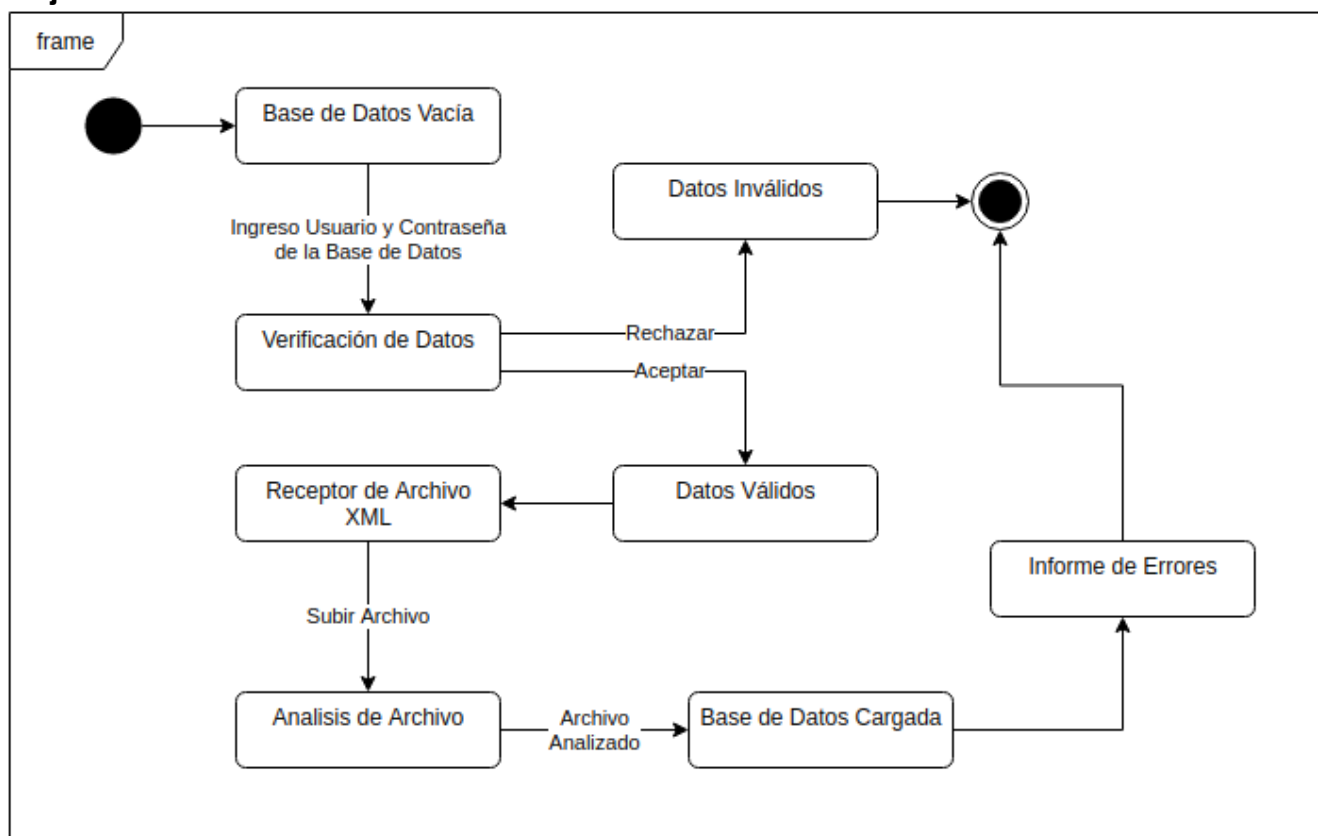 frame
Base de Datos Vacía
Ingreso Usuario y Contraseña
de la Base de Datos
Datos Inválidos
Verificación de Datos
Rechazar
Aceptar
Receptor de Archivo
XML
Datos Válidos
Informe de Errores
Subir Archivo
Analisis de Archivo
Archivo
Analizado
Base de Datos Cargada